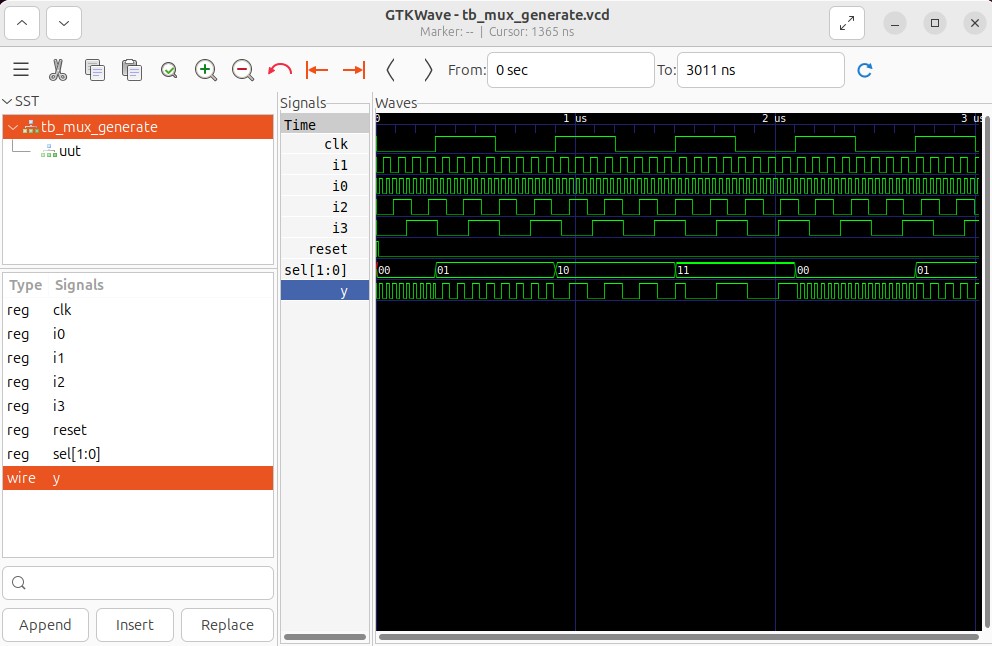 GTKWave - tb_mux_generate.vcd
Marker: -- | Cursor: 1365 ns
From: 0 sec To: 3011 ns
SST
tb_mux_generate
uut
Type Signals
reg clk
reg i0
reg i1
reg i2
reg i3
reg reset
reg sel[1:0]
wire y
Append Insert Replace
Signals
Time
clk
i1
i0
i2
i3
reset
sel[1:0]
y
Waves
0 1 us 2 us 3 us
00 01 10 11 00 01